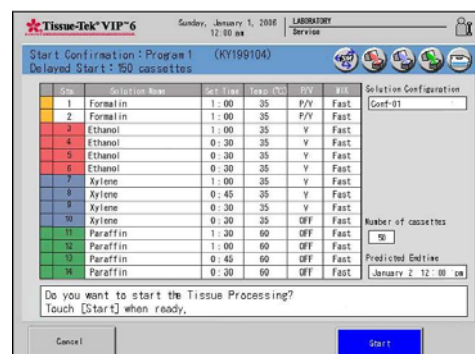 Tissue-Tek® VIP™6
Sunday, January 1, 2006
12:00 am
LABORATORY
Service
Start Confirmation : Program 1 (KY199104)
Delayed Start : 150 cassettes
Stn. Solution Name Set Time Temp (℃) P/V MIX
1 Formalin 1 : 00 35 P/V Fast
2 Formalin 1 : 00 35 P/V Fast
3 Ethanol 1 : 00 35 V Fast
4 Ethanol 0 : 30 35 V Fast
5 Ethanol 0 : 30 35 V Fast
6 Ethanol 0 : 30 35 V Fast
7 Xylene 1 : 00 35 V Fast
8 Xylene 0 : 45 35 V Fast
9 Xylene 0 : 30 35 V Fast
10 Xylene 0 : 30 35 OFF Fast
11 Paraffin 1 : 30 60 OFF Fast
12 Paraffin 1 : 00 60 OFF Fast
13 Paraffin 0 : 45 60 OFF Fast
14 Paraffin 0 : 30 60 OFF Fast
Solution Configuration
Conf-01
Number of cassettes
50
Predicted Endtime
January 2 12 : 00 pm
Do you want to start the Tissue Processing?
Touch [Start] when ready.
Cancel
Start